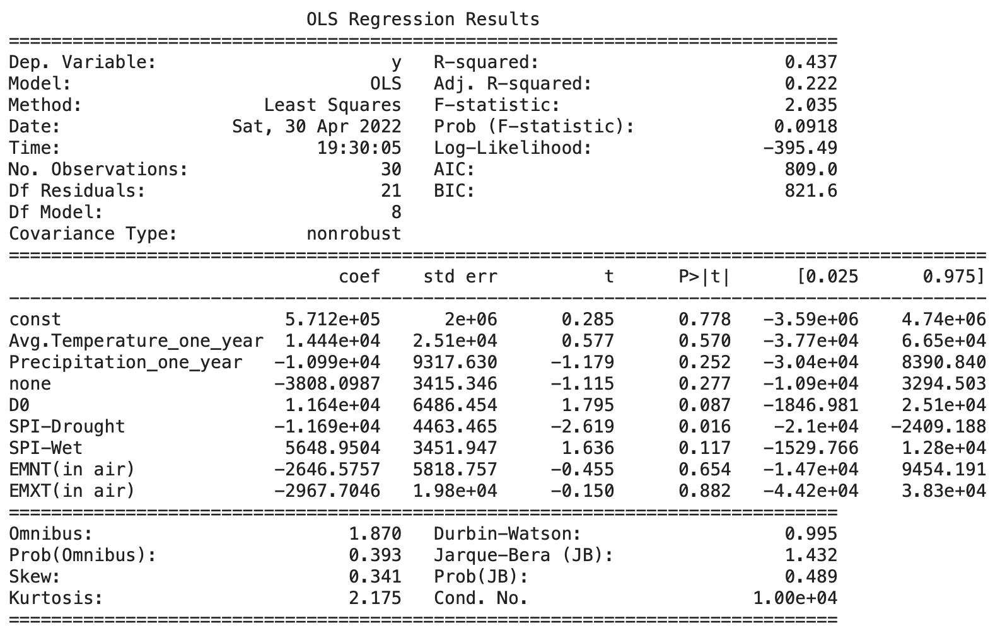 OLS Regression Results
==============================================================================
Dep. Variable: y R-squared: 0.437
Model: OLS Adj. R-squared: 0.222
Method: Least Squares F-statistic: 2.035
Date: Sat, 30 Apr 2022 Prob (F-statistic): 0.0918
Time: 19:30:05 Log-Likelihood: -395.49
No. Observations: 30 AIC: 809.0
Df Residuals: 21 BIC: 821.6
Df Model: 8
Covariance Type: nonrobust
============================================================================================
coef std err t P>|t| [0.025 0.975]
--------------------------------------------------------------------------------------------
const 5.712e+05 2e+06 0.285 0.778 -3.59e+06 4.74e+06
Avg.Temperature_one_year 1.444e+04 2.51e+04 0.577 0.570 -3.77e+04 6.65e+04
Precipitation_one_year -1.099e+04 9317.630 -1.179 0.252 -3.04e+04 8390.840
none -3808.0987 3415.346 -1.115 0.277 -1.09e+04 3294.503
D0 1.164e+04 6486.454 1.795 0.087 -1846.981 2.51e+04
SPI-Drought -1.169e+04 4463.465 -2.619 0.016 -2.1e+04 -2409.188
SPI-Wet 5648.9504 3451.947 1.636 0.117 -1529.766 1.28e+04
EMNT(in air) -2646.5757 5818.757 -0.455 0.654 -1.47e+04 9454.191
EMXT(in air) -2967.7046 1.98e+04 -0.150 0.882 -4.42e+04 3.83e+04
==============================================================================
Omnibus: 1.870 Durbin-Watson: 0.995
Prob(Omnibus): 0.393 Jarque-Bera (JB): 1.432
Skew: 0.341 Prob(JB): 0.489
Kurtosis: 2.175 Cond. No. 1.00e+04
==============================================================================